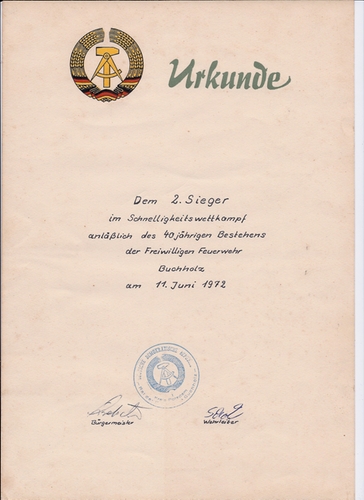 Urkunde
Dem 2. Sieger
im Schnelligkeitswettkampf
anläßlich des 40jährigen Bestehens
der Freiwilligen Feuerwehr
Buchholz
am 11. Juni 1972
Bürgermeister
Wehrleiter